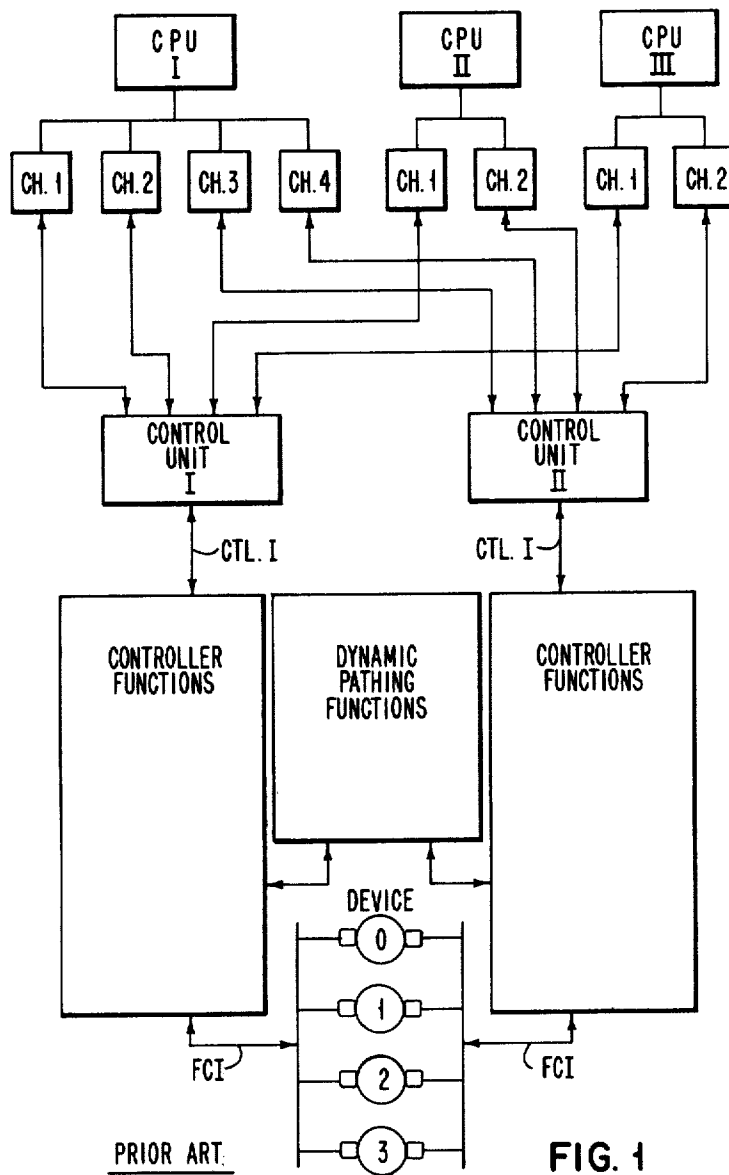 CPU
I
CPU
II
CPU
III
CH. 1
CH. 2
CH. 3
CH. 4
CH. 1
CH. 2
CH. 1
CH. 2
CONTROL
UNIT
I
CONTROL
UNIT
II
CTL. I
CTL. I
CONTROLLER
FUNCTIONS
DYNAMIC
PATHING
FUNCTIONS
CONTROLLER
FUNCTIONS
DEVICE
0
1
2
3
FCI
FCI
PRIOR ART.
FIG. 1